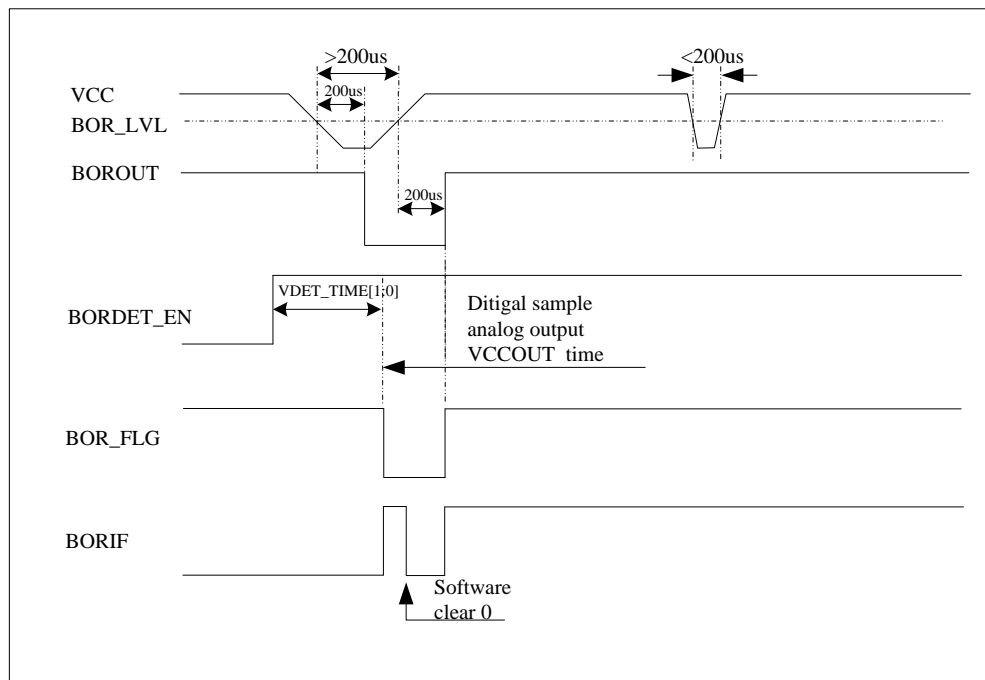 >200us
<200us
VCC
200us
BOR_LVL
BOROUT
200us
VDET_TIME[1:0]
BORDET_EN
Ditigal sample
analog output
VCCOUT time
BOR_FLG
BORIF
Software
clear 0